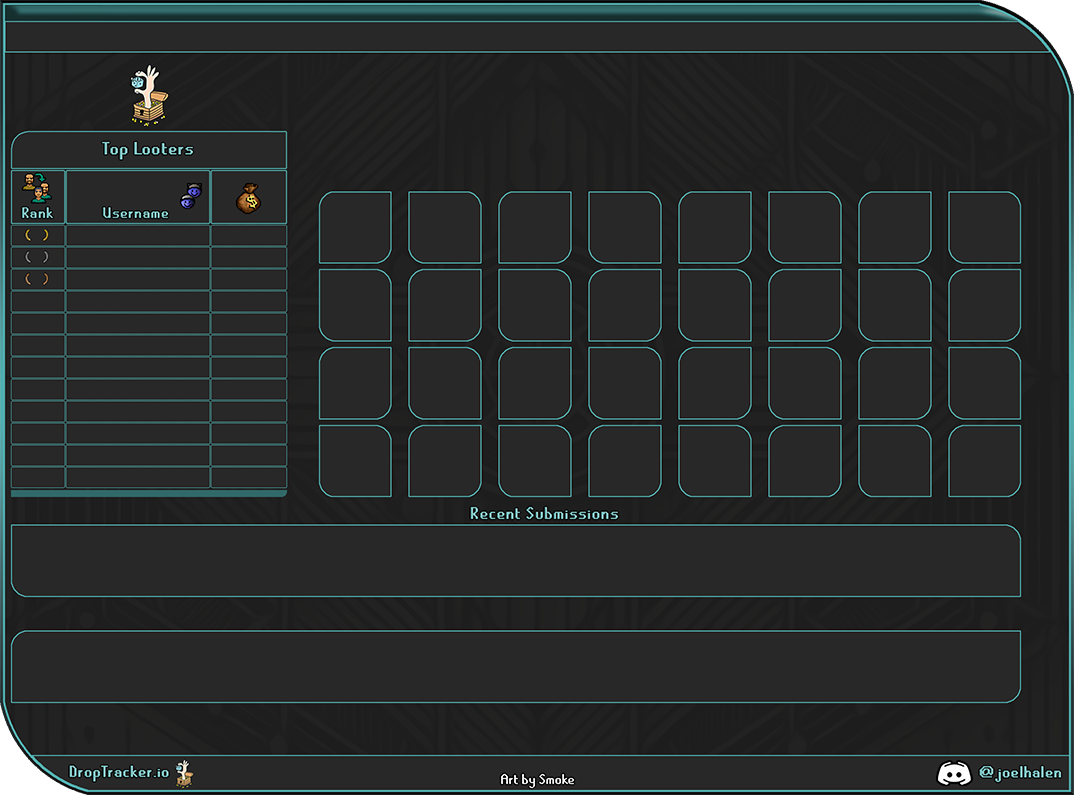 Top Looters
Rank
Username
( )
( )
( )
Recent Submissions
DropTracker.io
Art by Smoke
@joelhalen